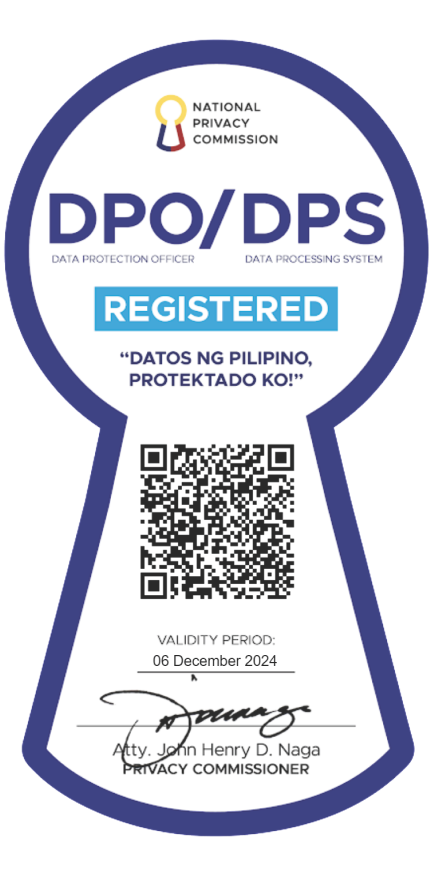 NATIONAL
PRIVACY
COMMISSION
DPO/DPS
DATA PROTECTION OFFICER DATA PROCESSING SYSTEM
REGISTERED
“DATOS NG PILIPINO,
PROTEKTADO KO!”
VALIDITY PERIOD:
06 December 2024
Atty. John Henry D. Naga
PRIVACY COMMISSIONER